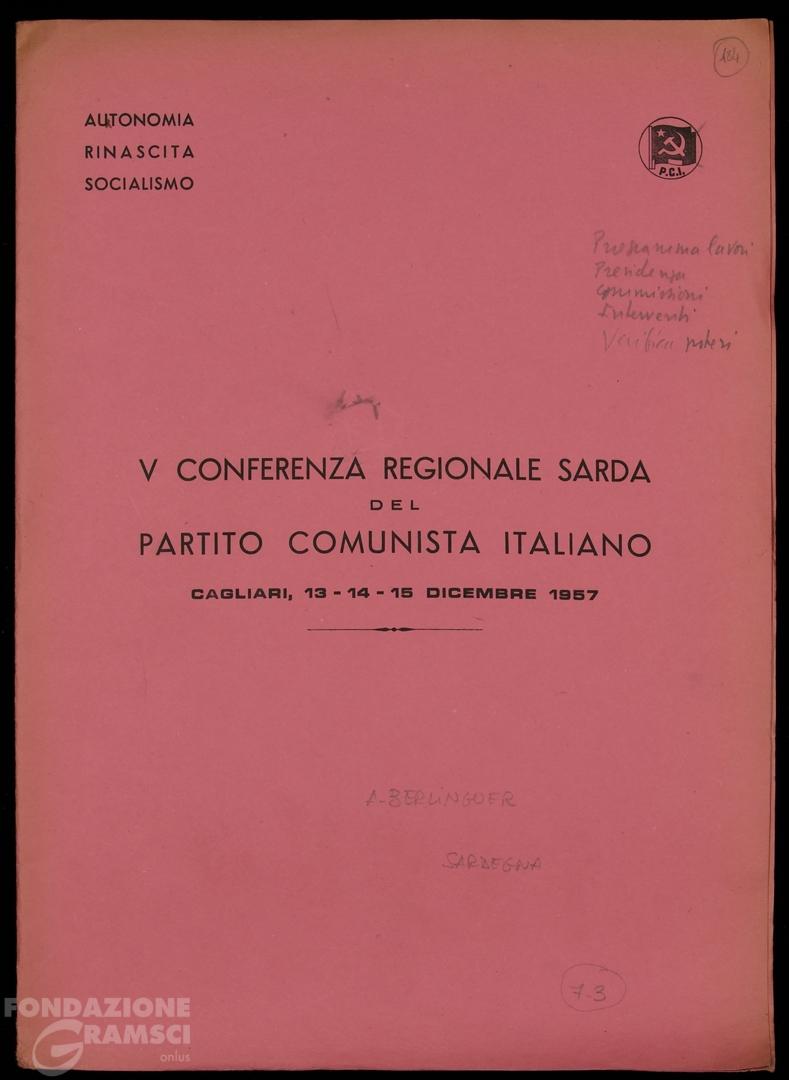 184
AUTONOMIA
RINASCITA
SOCIALISMO
P.C.I.
Programma lavori
Presidenza
Commissioni
Interventi
Verifica poteri
V CONFERENZA REGIONALE SARDA
DEL
PARTITO COMUNISTA ITALIANO
CAGLIARI, 13 - 14 - 15 DICEMBRE 1957
A-BERLINGUER
SARDEGNA
7-3
FONDAZIONE
GRAMSCI
onlus